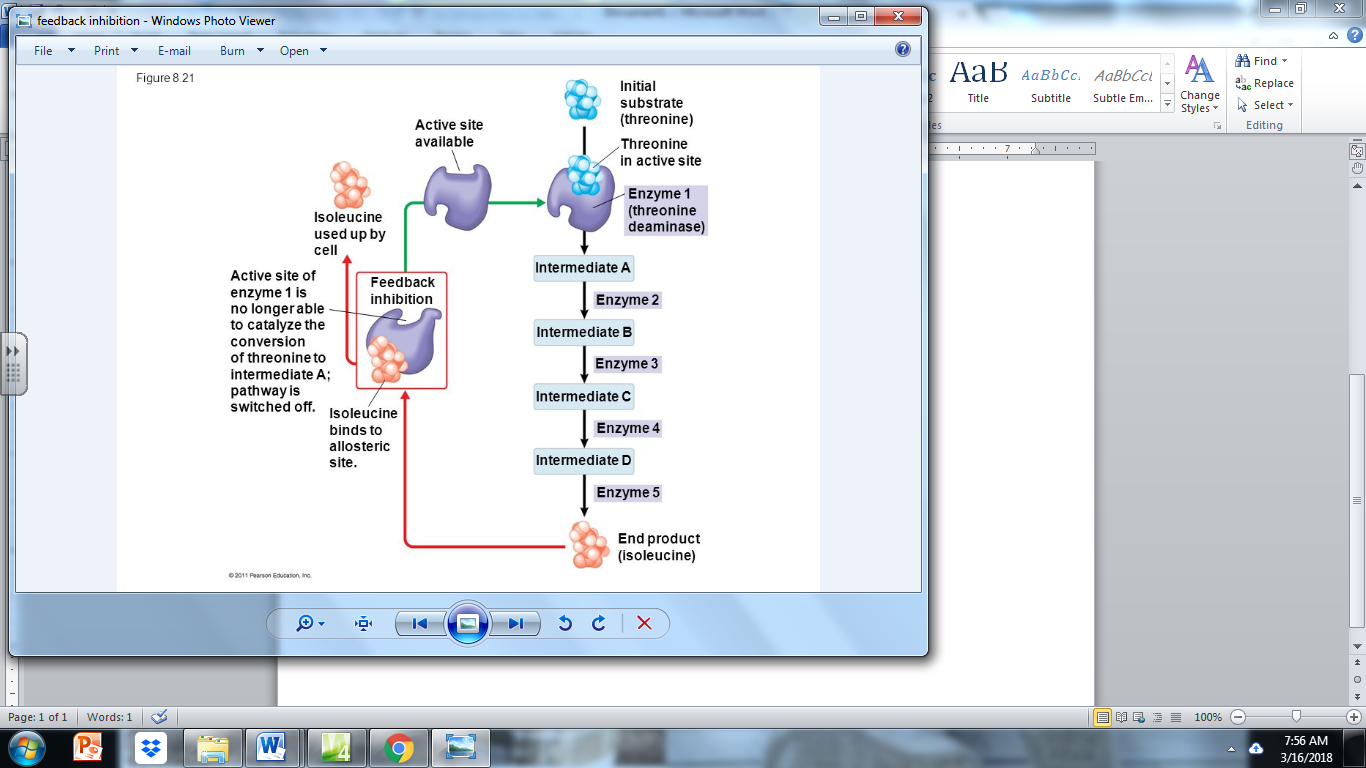 feedback inhibition - Windows Photo Viewer
File
Print
E-mail
Burn
Open
Figure 8 21
Initial
substrate
(threonine)
Active site
available
Threonine
in active site
Enzyme 1
(threonine
deaminase)
Isoleucine
used up by
cell
Active site of
enzyme 1 is
no longer able
to catalyze the
conversion
of threonine to
intermediate A;
pathway is
switched off.
Feedback
inhibition
Isoleucine
binds to
allosteric
site.
Intermediate A
Enzyme 2
Intermediate B
Enzyme 3
Intermediate C
Enzyme 4
Intermediate D
Enzyme 5
End product
(isoleucine)
© 2011 Pearson Education, Inc.
AaB
AaBbCc.
AaBbCcL
Title
Subtitle
Subtle Em...
Change
Styles
Find
Replace
Select
Editing
7
Page: 1 of 1
Words: 1
100%
7:56 AM
3/16/2018